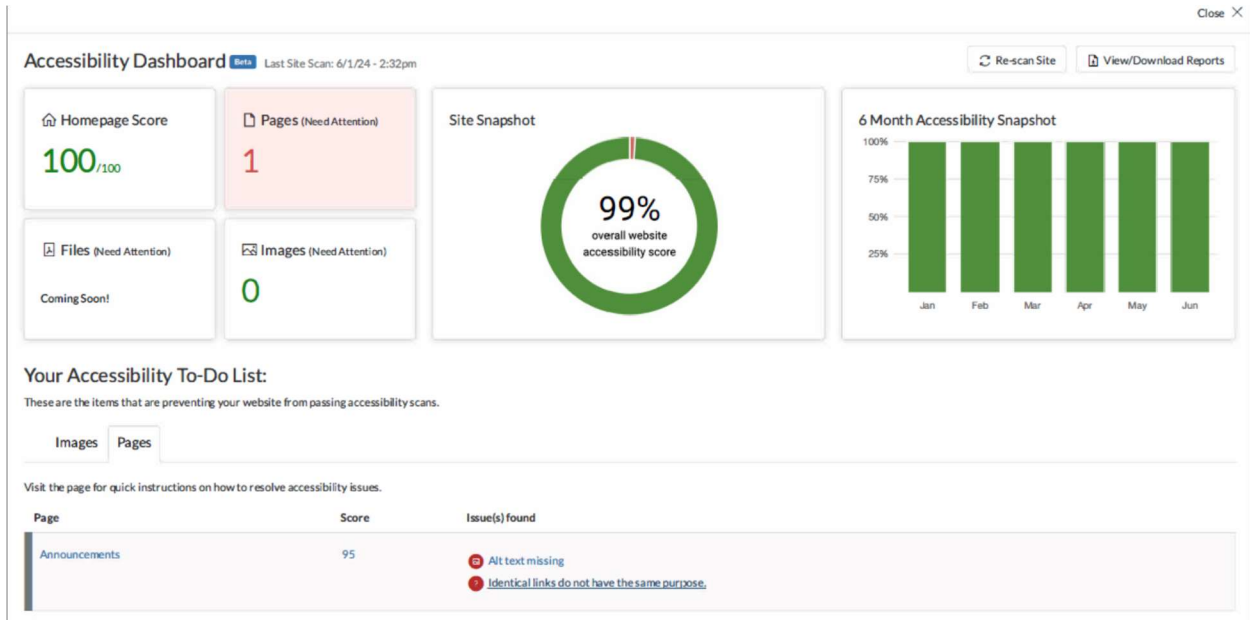 Close
Accessibility Dashboard Beta Last Site Scan: 6/1/24 - 2:32pm
Re-scan Site
View/Download Reports
Homepage Score
100/100
Pages (Need Attention)
1
Files (Need Attention)
Coming Soon!
Images (Need Attention)
0
Site Snapshot
99%
overall website
accessibility score
6 Month Accessibility Snapshot
100%
75%
50%
25%
Jan Feb Mar Apr May Jun
Your Accessibility To-Do List:
These are the items that are preventing your website from passing accessibility scans.
Images Pages
Visit the page for quick instructions on how to resolve accessibility issues.
Page Score Issue(s) found
Announcements 95 Alt text missing
? Identical links do not have the same purpose.